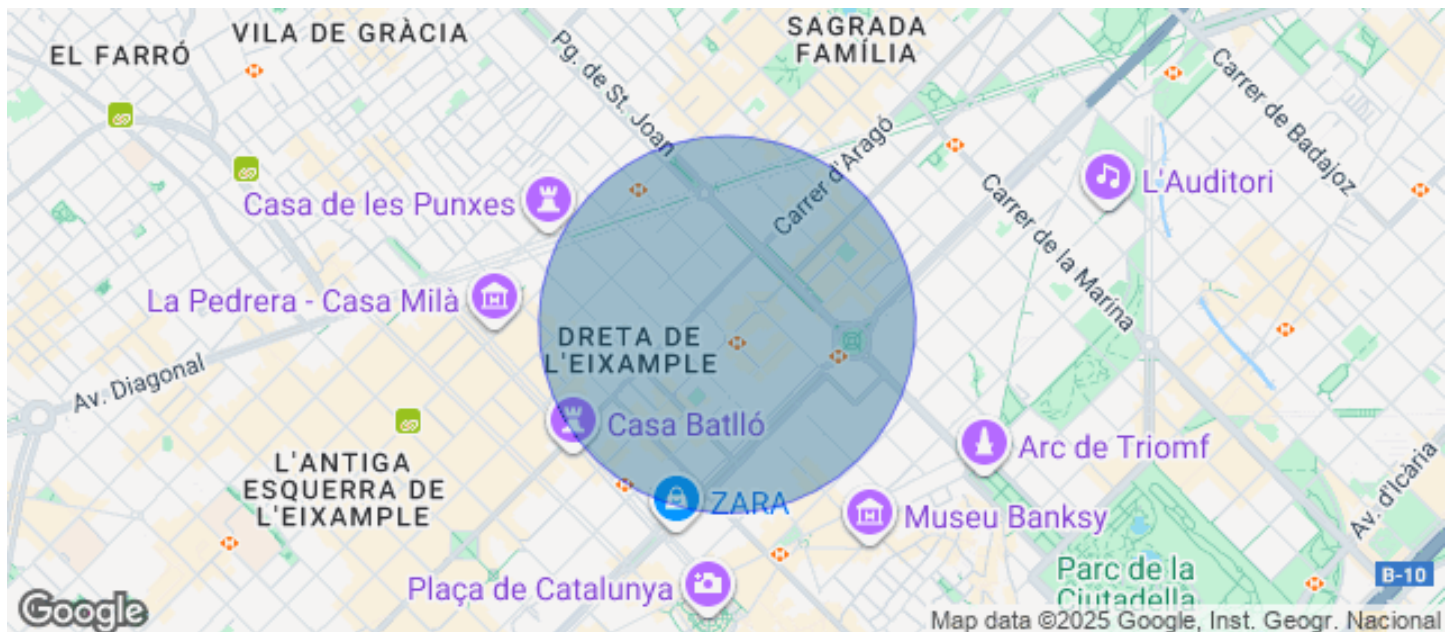 EL FARRÓ
VILA DE GRÀCIA
SAGRADA
FAMÍLIA
Pg. de St. Joan
Carrer d'Aragó
Carrer de Badajoz
Casa de les Punxes
L'Auditori
Carrer de la Marina
La Pedrera - Casa Milà
DRETA DE
L'EIXAMPLE
Av. Diagonal
Casa Batlló
L'ANTIGA
ESQUERRA DE
L'EIXAMPLE
Arc de Triomf
ZARA
Museu Banksy
Av. d'Icària
Plaça de Catalunya
Parc de la
Ciutadella
B-10
Google
Map data ©2025 Google, Inst. Geogr. Nacional